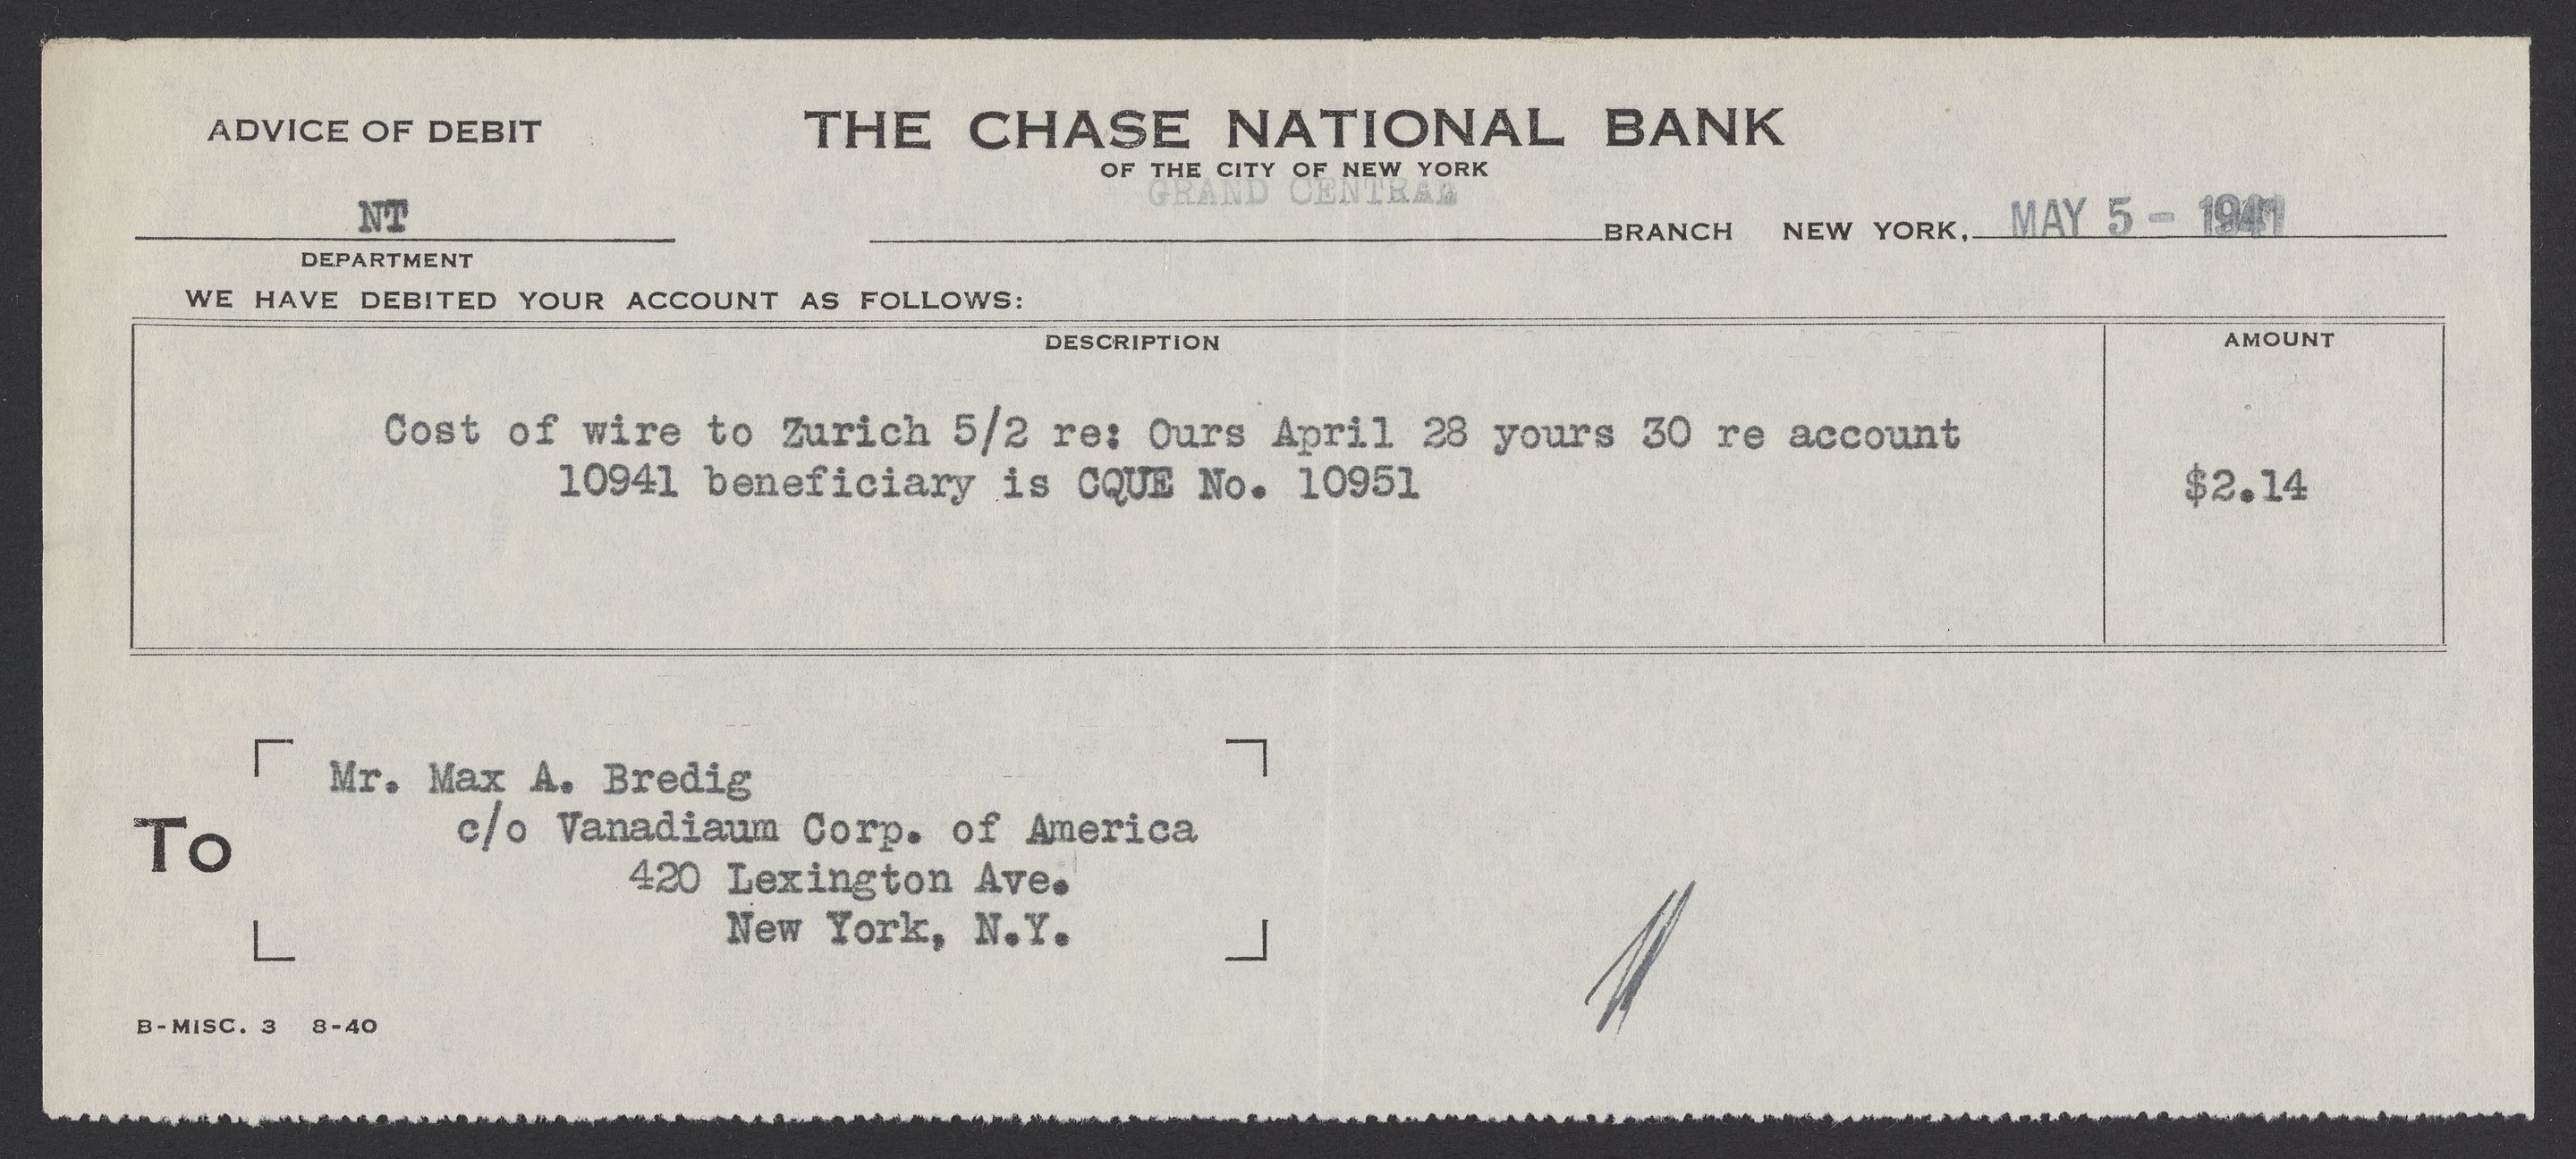 ADVICE OF DEBIT
THE CHASE NATIONAL BANK
OF THE CITY OF NEW YORK
GRAND CENTRAL
NT
BRANCH NEW YORK, MAY 5 - 1941
DEPARTMENT
WE HAVE DEBITED YOUR ACCOUNT AS FOLLOWS:
DESCRIPTION
AMOUNT
Cost of wire to Zurich 5/2 re: Ours April 28 yours 30 re account
10941 beneficiary is CQUE No. 10951
$2.14
Mr. Max A. Bredig
c/o Vanadiaum Corp. of America
To
420 Lexington Ave.
New York, N.Y.
B-MISC. 3 8-40